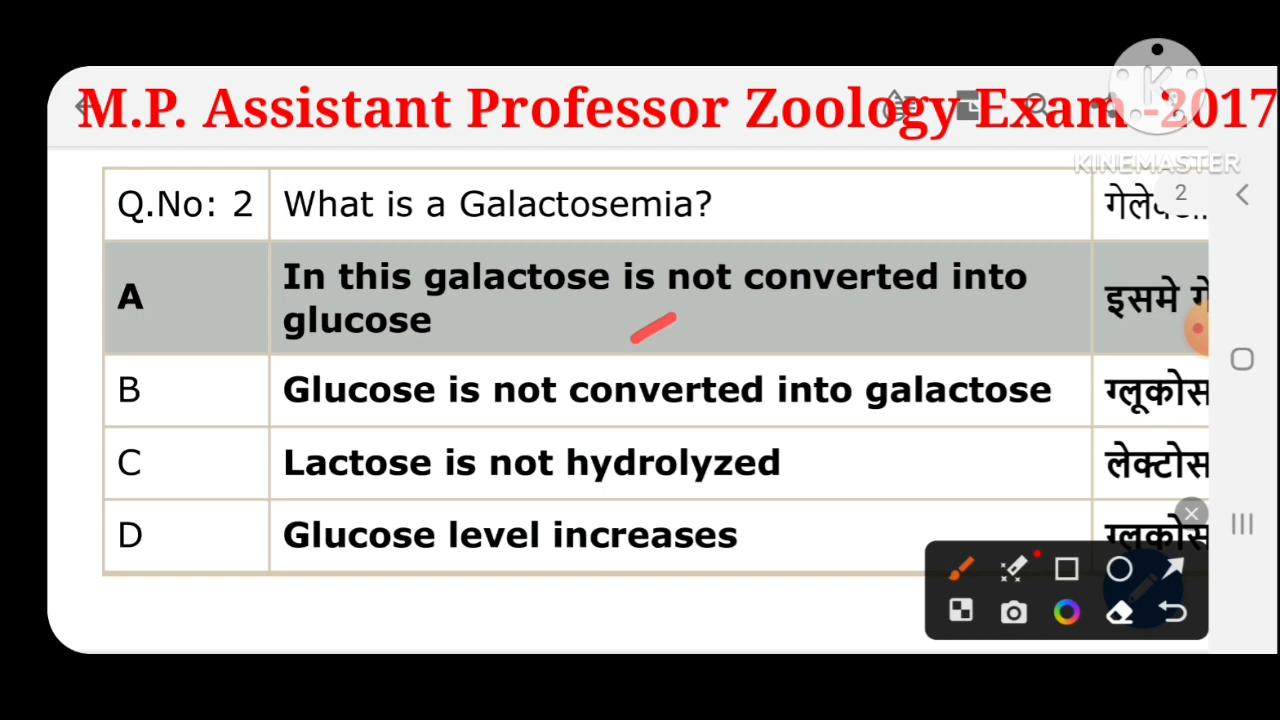 M.P. Assistant Professor Zoology Exam -2017
KINEMASTER
Q.No: 2 What is a Galactosemia?
2
A In this galactose is not converted into
glucose
इसमे
B Glucose is not converted into galactose
C Lactose is not hydrolyzed
D Glucose level increases